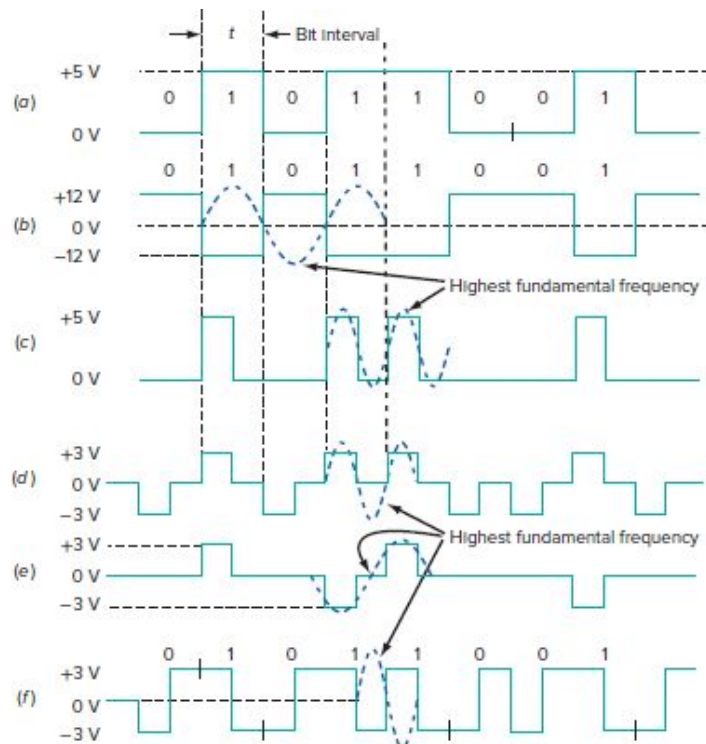 t Bit interval
+5 V
(a) 0 1 0 1 1 0 0 1
0 V
0 1 0 1 1 0 0 1
+12 V
(b) 0 V
−12 V
Highest fundamental frequency
+5 V
(c)
0 V
+3 V
(d) 0 V
−3 V
+3 V
Highest fundamental frequency
(e) 0 V
−3 V
0 1 0 1 1 0 0 1
+3 V
(f) 0 V
−3 V